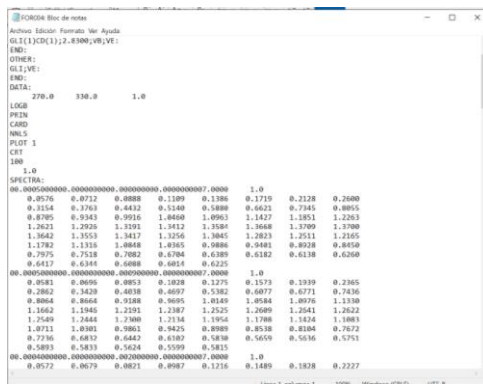 FORC04: Bloc de notas
Archivo Edición Formato Ver Ayuda
GLI(1)CD(1);2.8300;VB;VE:
END:
OTHER:
GLI;VE:
END:
DATA:
270.0 330.0 1.0
LOGB
PRIN
CARD
NNLS
PLOT 1
CRT
100
1.0
SPECTRA:
00.0005000000.0000000000.000000000.0000000007.0000 1.0
0.0576 0.0712 0.0888 0.1109 0.1386 0.1719 0.2128 0.2600
0.3154 0.3763 0.4432 0.5140 0.5880 0.6621 0.7345 0.8055
0.8705 0.9343 0.9916 1.0460 1.0963 1.1427 1.1851 1.2263
1.2621 1.2926 1.3191 1.3412 1.3584 1.3668 1.3709 1.3700
1.3642 1.3553 1.3417 1.3256 1.3045 1.2823 1.2511 1.2165
1.1782 1.1316 1.0848 1.0365 0.9886 0.9401 0.8928 0.8450
0.7975 0.7518 0.7082 0.6704 0.6389 0.6182 0.6138 0.6260
0.6417 0.6344 0.6088 0.6014 0.6225
00.0005000000.0000000000.000900000.0000000007.0000 1.0
0.0581 0.0696 0.0853 0.1028 0.1275 0.1573 0.1939 0.2365
0.2862 0.3420 0.4038 0.4697 0.5382 0.6077 0.6771 0.7436
0.8064 0.8664 0.9188 0.9695 1.0149 1.0584 1.0976 1.1330
1.1662 1.1946 1.2191 1.2387 1.2525 1.2609 1.2641 1.2622
1.2549 1.2444 1.2300 1.2134 1.1954 1.1708 1.1424 1.1083
1.0711 1.0301 0.9861 0.9425 0.8989 0.8538 0.8104 0.7672
0.7236 0.6832 0.6442 0.6102 0.5830 0.5659 0.5636 0.5751
0.5893 0.5833 0.5624 0.5599 0.5815
00.0004000000.0000000000.002000000.0000000007.0000 1.0
0.0572 0.0679 0.0821 0.0987 0.1216 0.1489 0.1828 0.2227
100% Windows (CRLF) UTF-8